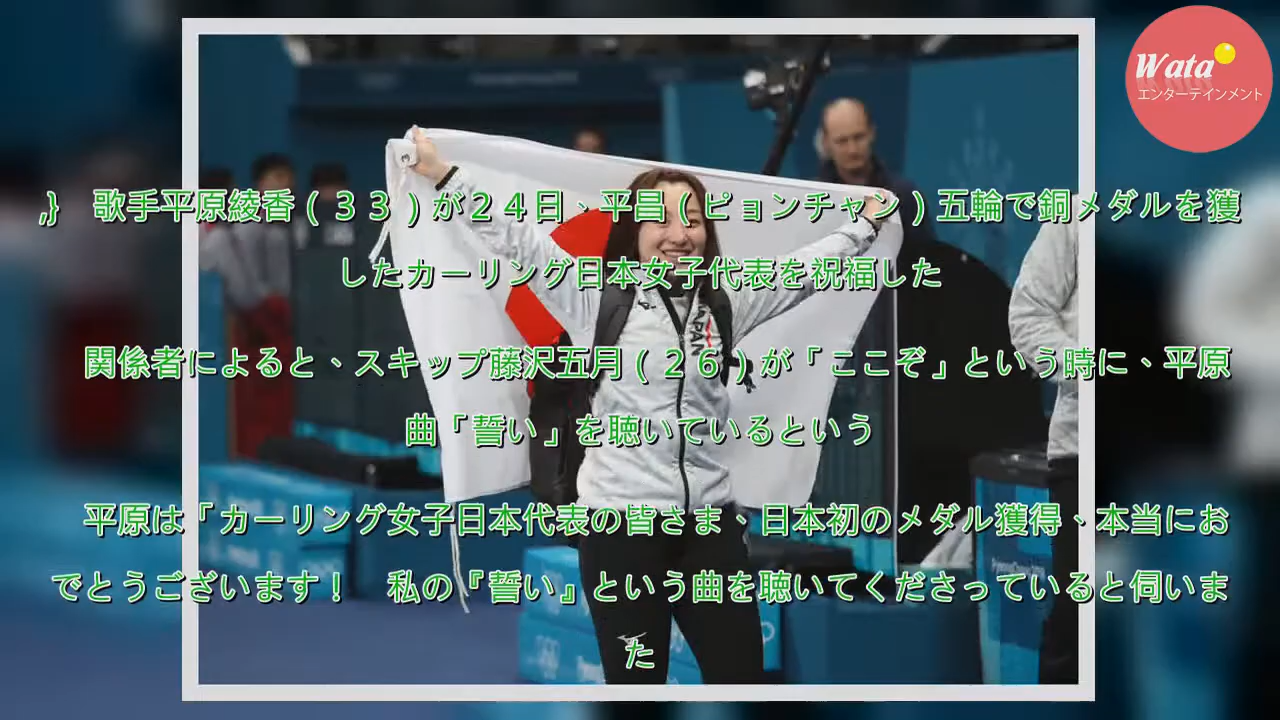 Wata
エンターテインメント
,} 歌手平原綾香(33)が24日、平昌(ピョンチャン)五輪で銅メダルを獲
したカーリング日本女子代表を祝福した
関係者によると、スキップ藤沢五月(26)が「ここぞ」という時に、平原
曲「誓い」を聴いているという
平原は「カーリング女子日本代表の皆さま、日本初のメダル獲得、本当にお
でとうございます! 私の『誓い』という曲を聴いてくださっていると伺いま
た
JAPAN